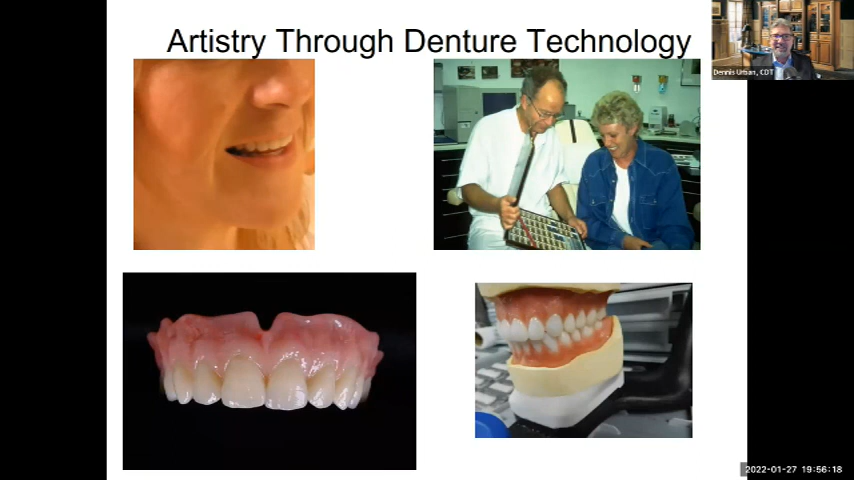 Artistry Through Denture Technology
Dennis Urban, CDT
2022-01-27 19:56:18